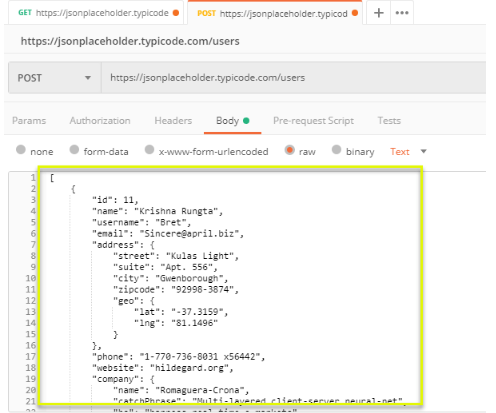 GET https://jsonplaceholder.typicode
POST https://jsonplaceholder.typicod
+ •••
https://jsonplaceholder.typicode.com/users
POST https://jsonplaceholder.typicode.com/users
Params Authorization Headers Body Pre-request Script Tests
none form-data x-www-form-urlencoded raw binary Text
1 [
2 {
3 "id": 11,
4 "name": "Krishna Rungta",
5 "username": "Bret",
6 "email": "Sincere@april.biz",
7 "address": {
8 "street": "Kulas Light",
9 "suite": "Apt. 556",
10 "city": "Gwenborough",
11 "zipcode": "92998-3874",
12 "geo": {
13 "lat": "-37.3159",
14 "lng": "81.1496"
15 }
16 },
17 "phone": "1-770-736-8031 x56442",
18 "website": "hildegard.org",
19 "company": {
20 "name": "Romaguera-Crona",
21 "catchPhrase": "Multi-layered client-server neural-net",